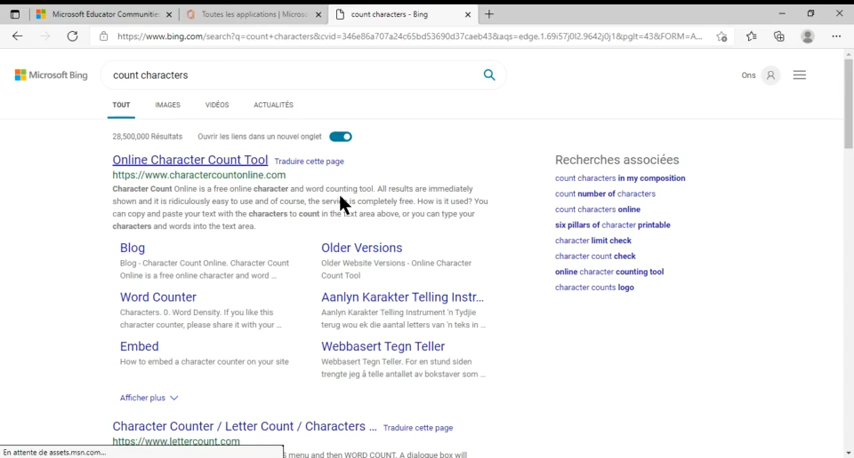 Microsoft Educator Communities
Toutes les applications | Microsо
count characters - Bing
https://www.bing.com/search?q=count+characters&cvid=346e86a707a24c65bd53690d37caeb43&aqs=edge.1.69i57j0l2.9642j0j1&pglt=43&FORM=A...
Microsoft Bing
count characters
Ons
TOUT IMAGES VIDÉOS ACTUALITÉS
28,500,000 Résultats Ouvrir les liens dans un nouvel onglet
Online Character Count Tool Traduire cette page
https://www.charactercountonline.com
Character Count Online is a free online character and word counting tool. All results are immediately
shown and it is ridiculously easy to use and of course, the service is completely free. How is it used? You
can copy and paste your text with the characters to count in the text area above, or you can type your
characters and words into the text area.
Blog
Blog - Character Count Online. Character Count
Online is a free online character and word ...
Older Versions
Older Website Versions - Online Character
Count Tool
Word Counter
Characters. 0. Word Density. If you like this
character counter, please share it with your ...
Aanlyn Karakter Telling Instr...
Aanlyn Karakter Telling Instrument 'n Tydjie
terug wou ek die aantal letters van 'n teks in ...
Embed
How to embed a character counter on your site
Webbasert Tegn Teller
Webbasert Tegn Teller. For en stund siden
trengte jeg å telle antallet av bokstaver som ...
Afficher plus
Character Counter / Letter Count / Characters ... Traduire cette page
https://www.lettercount.com
menu and then WORD COUNT. A dialogue box will
Recherches associées
count characters in my composition
count number of characters
count characters online
six pillars of character printable
character limit check
character count check
online character counting tool
character counts logo
En attente de assets.msn.com...